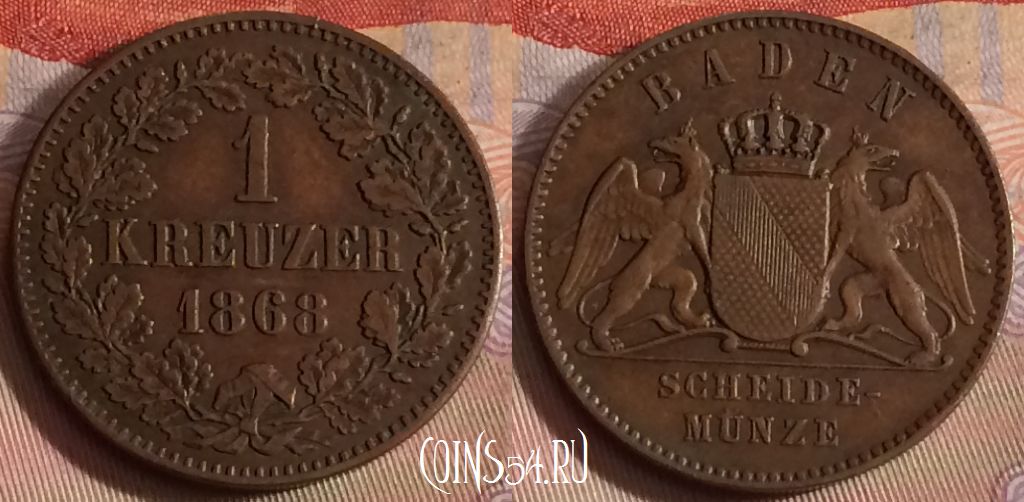 1
KREUZER
1868
BADEN
SCHEIDE-
MÜNZE
COINS54.RU